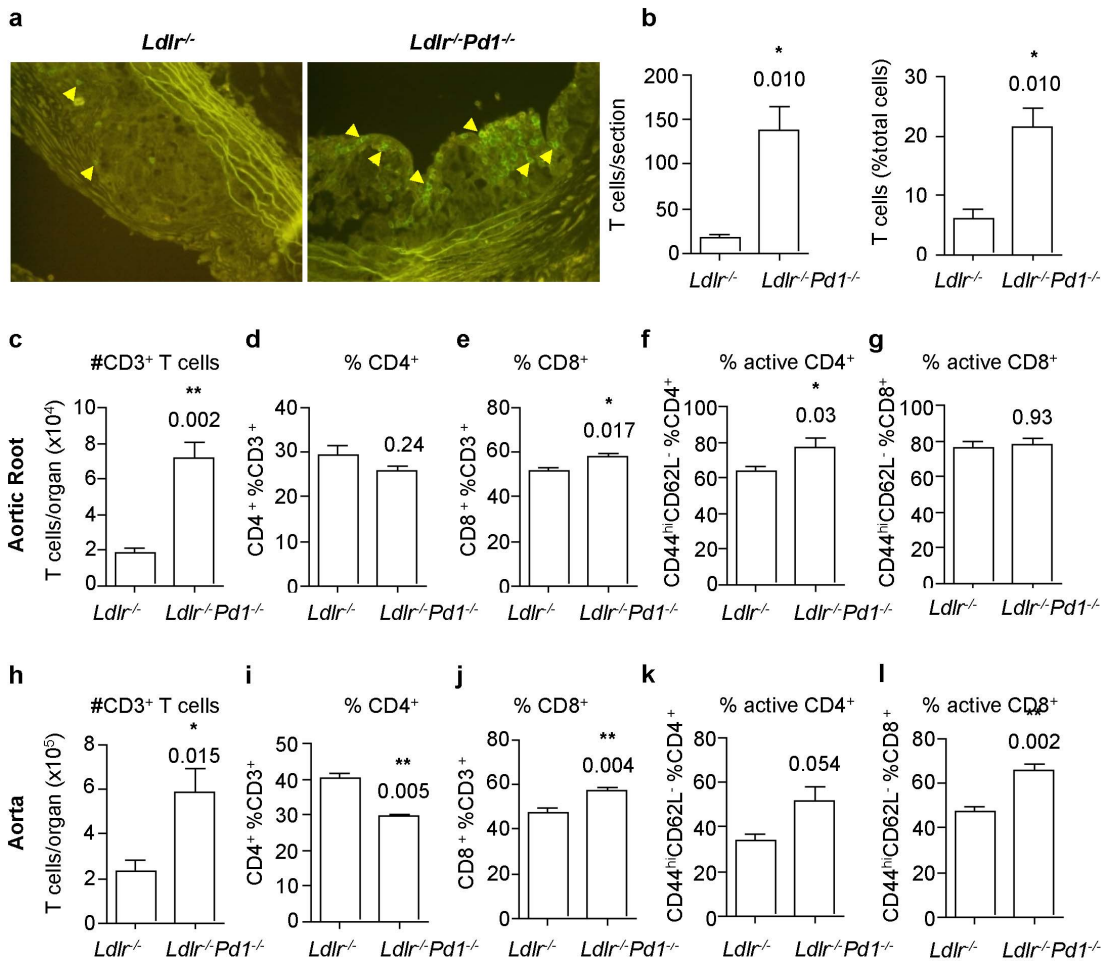 a
Ldlr-/-
Ldlr-/-Pd1-/-
b
T cells/section
200
150
100
50
0
*
0.010
Ldlr-/- Ldlr-/-Pd1-/-
T cells (%total cells)
30
20
10
0
*
0.010
Ldlr-/- Ldlr-/-Pd1-/-
Aortic Root
c
#CD3+ T cells
T cells/organ (x10⁴)
10
8
6
4
2
0
**
0.002
Ldlr-/- Ldlr-/-Pd1-/-
d
% CD4+
CD4+ %CD3+
40
30
20
10
0
0.24
Ldlr-/- Ldlr-/-Pd1-/-
e
% CD8+
CD8+ %CD3+
80
60
40
20
0
*
0.017
Ldlr-/- Ldlr-/-Pd1-/-
f
% active CD4+
CD44hiCD62L- %CD4+
100
80
60
40
20
0
*
0.03
Ldlr-/- Ldlr-/-Pd1-/-
g
% active CD8+
CD44hiCD62L- %CD8+
100
80
60
40
20
0
0.93
Ldlr-/- Ldlr-/-Pd1-/-
Aorta
h
#CD3+ T cells
T cells/organ (x10⁵)
8
6
4
2
0
*
0.015
Ldlr-/- Ldlr-/-Pd1-/-
i
% CD4+
CD4+ %CD3+
50
40
30
20
10
0
**
0.005
Ldlr-/- Ldlr-/-Pd1-/-
j
% CD8+
CD8+ %CD3+
80
60
40
20
0
**
0.004
Ldlr-/- Ldlr-/-Pd1-/-
k
% active CD4+
CD44hiCD62L- %CD4+
80
60
40
20
0
0.054
Ldlr-/- Ldlr-/-Pd1-/-
l
% active CD8+
CD44hiCD62L- %CD8+
80
60
40
20
0
**
0.002
Ldlr-/- Ldlr-/-Pd1-/-